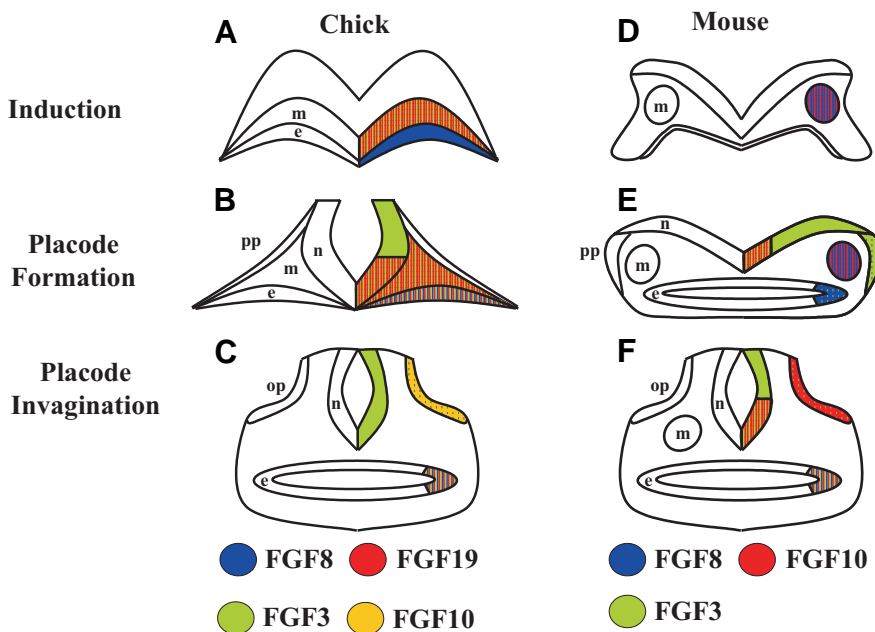 Chick
Mouse
A
D
Induction
m
e
m
B
E
Placode
Formation
pp
n
m
e
n
pp
m
e
C
F
Placode
Invagination
op
n
e
op
n
m
e
FGF8
FGF19
FGF8
FGF10
FGF3
FGF10
FGF3